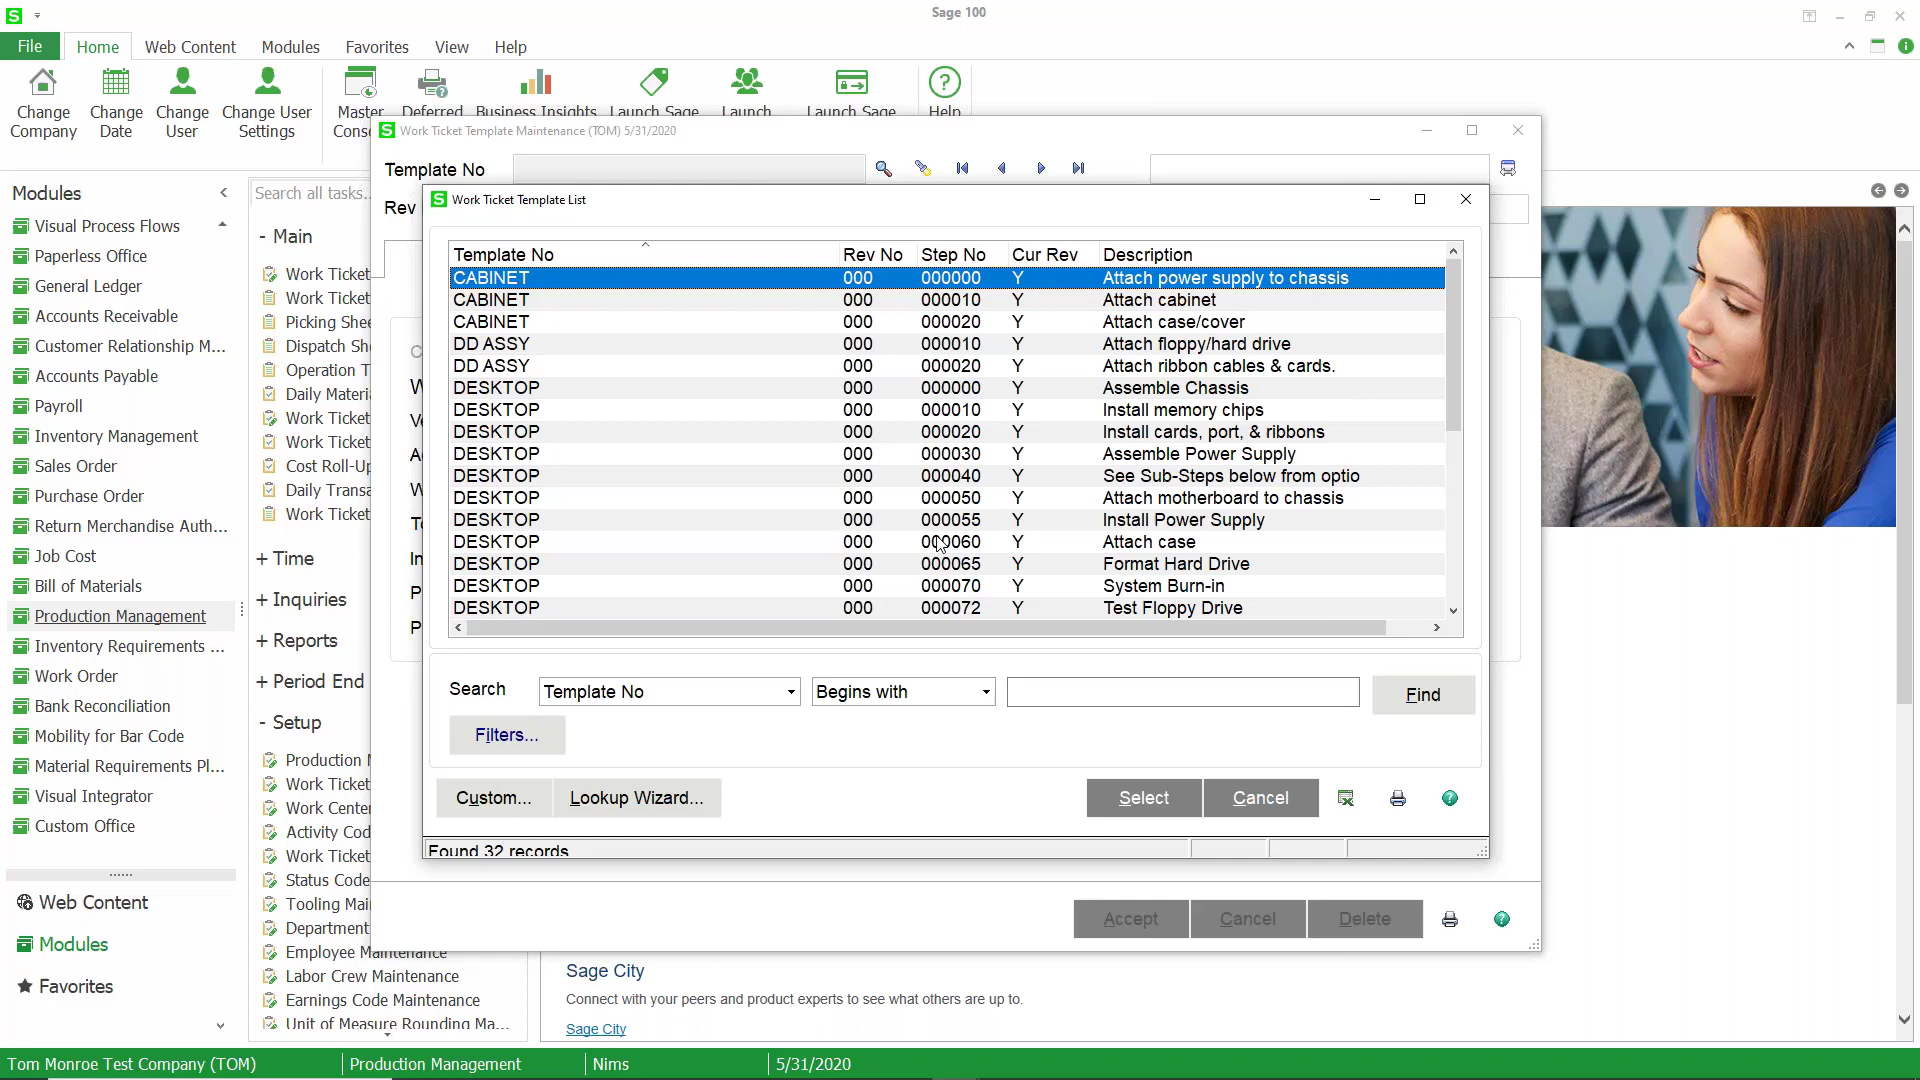 S
Sage 100
File
Home
Web Content
Modules
Favorites
View
Help
Change Company
Change Date
Change User
Change User Settings
Master
Deferred
Business Insights
Launch Sage
Launch
Launch Sage
Help
Modules
Visual Process Flows
Paperless Office
General Ledger
Accounts Receivable
Customer Relationship M...
Accounts Payable
Payroll
Inventory Management
Sales Order
Purchase Order
Return Merchandise Auth...
Job Cost
Bill of Materials
Production Management
Inventory Requirements ...
Work Order
Bank Reconciliation
Mobility for Bar Code
Material Requirements Pl...
Visual Integrator
Custom Office
Web Content
Modules
Favorites
Search all tasks..
- Main
Work Ticket
Work Ticket
Picking She
Dispatch Sh
Operation T
Daily Materi
Work Ticket
Work Ticket
Cost Roll-Up
Daily Transa
Work Ticket
+ Time
+ Inquiries
+ Reports
+ Period End
- Setup
Production
Work Ticket
Work Cente
Activity Cod
Work Ticket
Status Code
Tooling Mai
Department
Employee Maintenance
Labor Crew Maintenance
Earnings Code Maintenance
Unit of Measure Rounding Ma...
S Work Ticket Template Maintenance (TOM) 5/31/2020
Template No
Rev
S Work Ticket Template List
Template No Rev No Step No Cur Rev Description
CABINET 000 000000 Y Attach power supply to chassis
CABINET 000 000010 Y Attach cabinet
CABINET 000 000020 Y Attach case/cover
DD ASSY 000 000010 Y Attach floppy/hard drive
DD ASSY 000 000020 Y Attach ribbon cables & cards.
DESKTOP 000 000000 Y Assemble Chassis
DESKTOP 000 000010 Y Install memory chips
DESKTOP 000 000020 Y Install cards, port, & ribbons
DESKTOP 000 000030 Y Assemble Power Supply
DESKTOP 000 000040 Y See Sub-Steps below from optio
DESKTOP 000 000050 Y Attach motherboard to chassis
DESKTOP 000 000055 Y Install Power Supply
DESKTOP 000 000060 Y Attach case
DESKTOP 000 000065 Y Format Hard Drive
DESKTOP 000 000070 Y System Burn-in
DESKTOP 000 000072 Y Test Floppy Drive
Search Template No Begins with Find
Filters...
Custom... Lookup Wizard... Select Cancel
Found 32 records
Accept Cancel Delete
Sage City
Connect with your peers and product experts to see what others are up to.
Sage City
Tom Monroe Test Company (TOM) Production Management Nims 5/31/2020